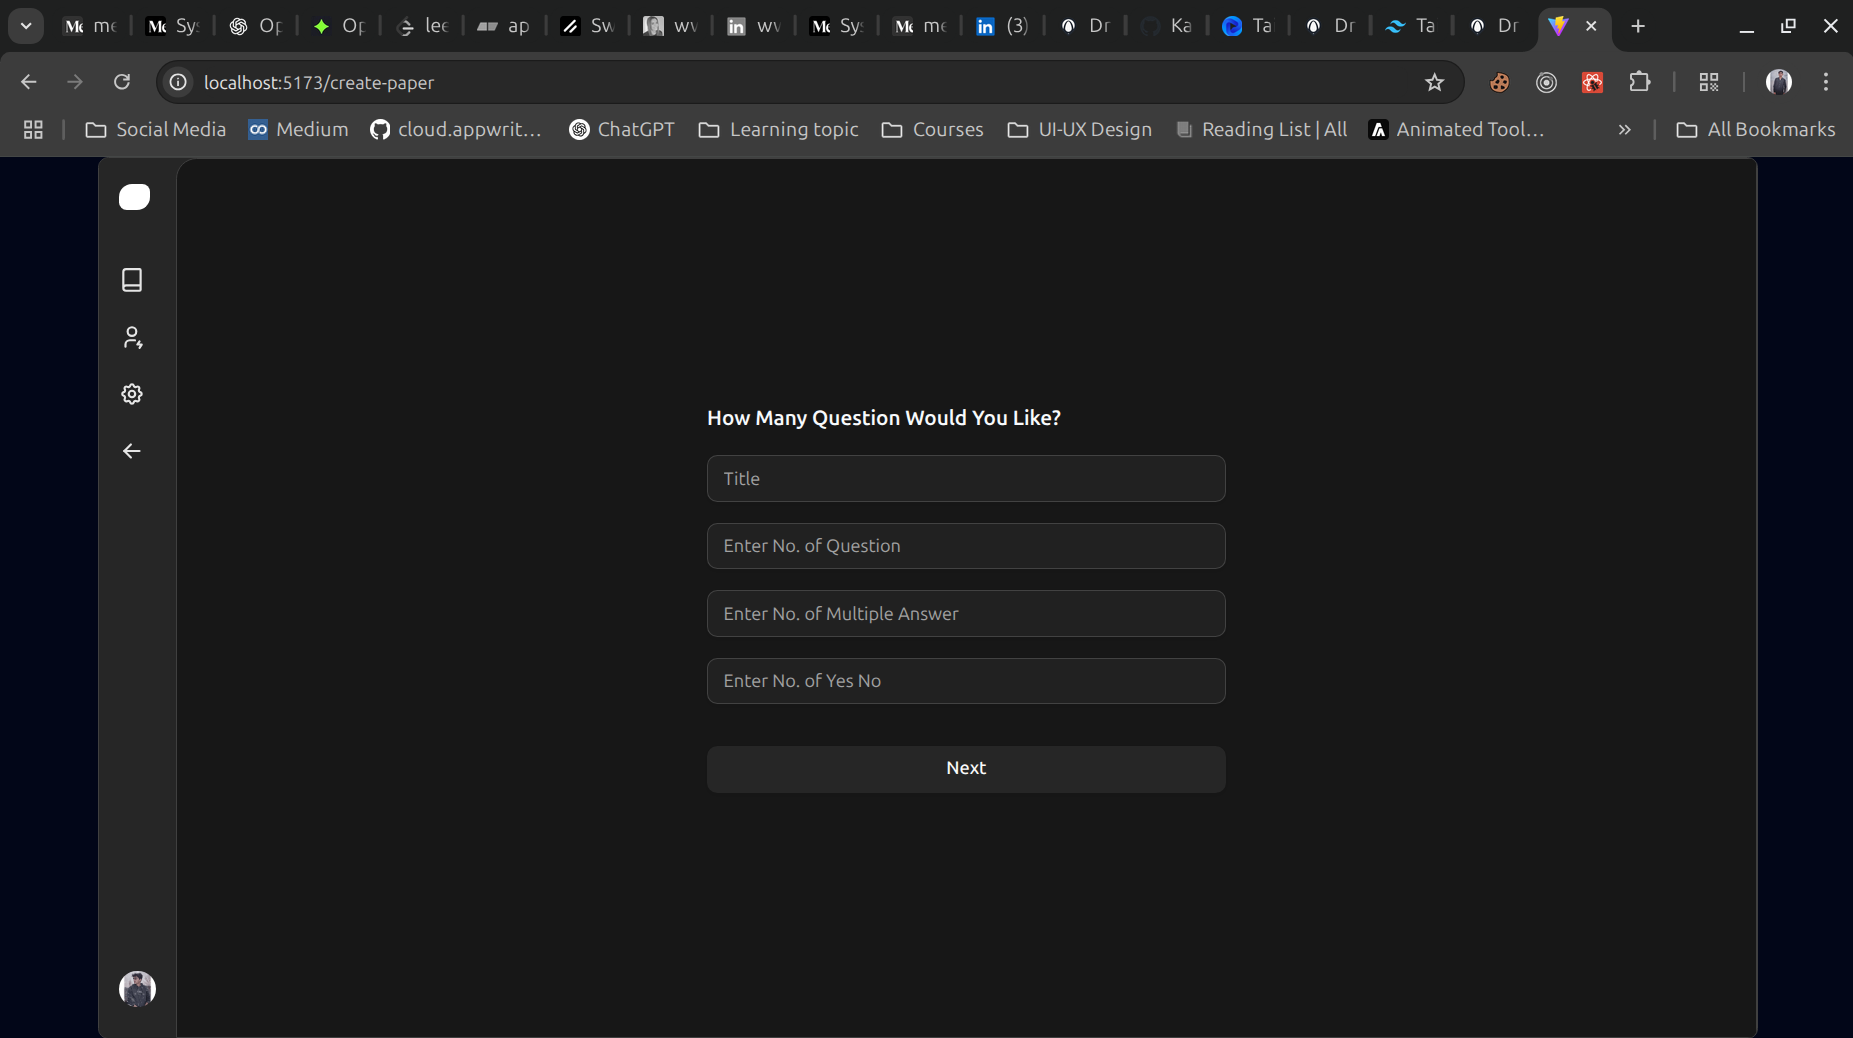 me Sys Op Op lee ap Sw wv wv Sys me (3) Dr Ka Tai Dr Ta Dr
localhost:5173/create-paper
Social Media Medium cloud.appwrit... ChatGPT Learning topic Courses UI-UX Design Reading List | All Animated Tool... » All Bookmarks
How Many Question Would You Like?
Title
Enter No. of Question
Enter No. of Multiple Answer
Enter No. of Yes No
Next